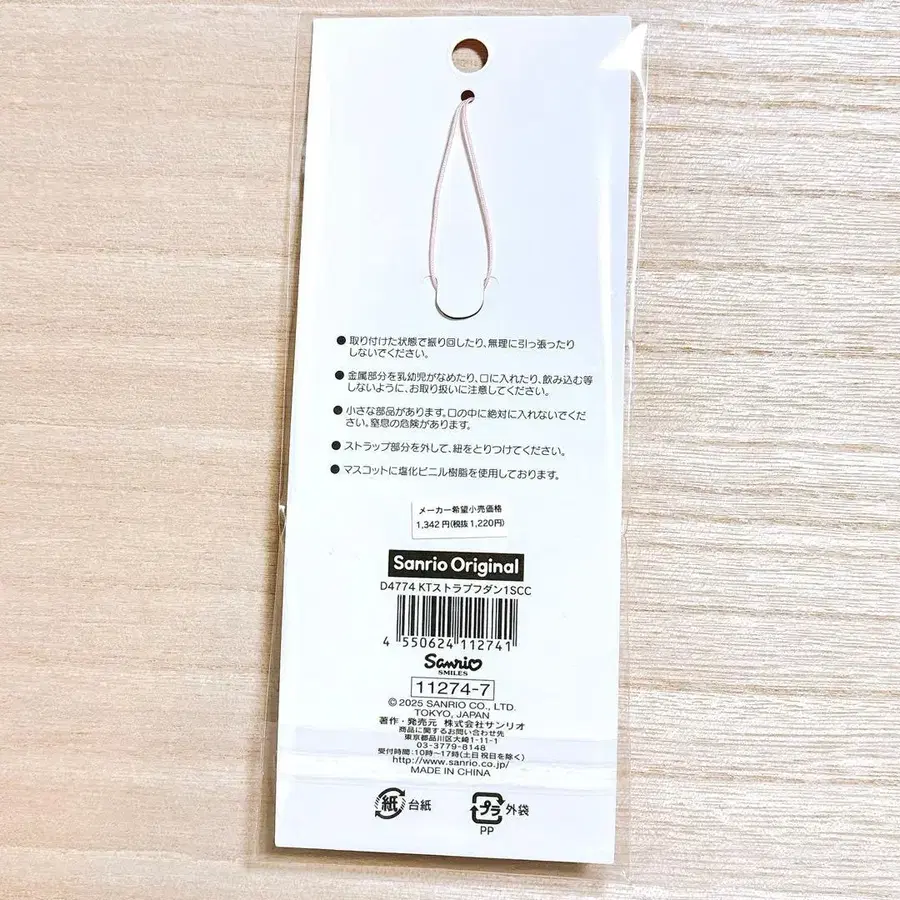 ● 取り付けた状態で振り回したり、無理に引っ張ったり
しないでください。
● 金属部分を乳幼児がなめたり、口に入れたり、飲み込む等
しないように、お取り扱いに注意してください。
● 小さな部品があります。口の中に絶対に入れないでくだ
さい。窒息の危険があります。
● ストラップ部分を外して、紐をとりつけてください。
● マスコットに塩化ビニル樹脂を使用しております。
メーカー希望小売価格
1,342円(税抜1,220円)
Sanrio Original
D4774 KTストラプフダン1SCC
4 550624 112741
Sanrio
SMILES
11274-7
© 2025 SANRIO CO., LTD.
TOKYO, JAPAN
著作・発売元 株式会社サンリオ
商品に関するお問い合わせ先
東京都品川区大崎1-11-1
03-3779-8148
受付時間:10時〜17時(土日祝日を除く)
http://www.sanrio.co.jp/
MADE IN CHINA
紙 台紙
プラ 外袋
PP